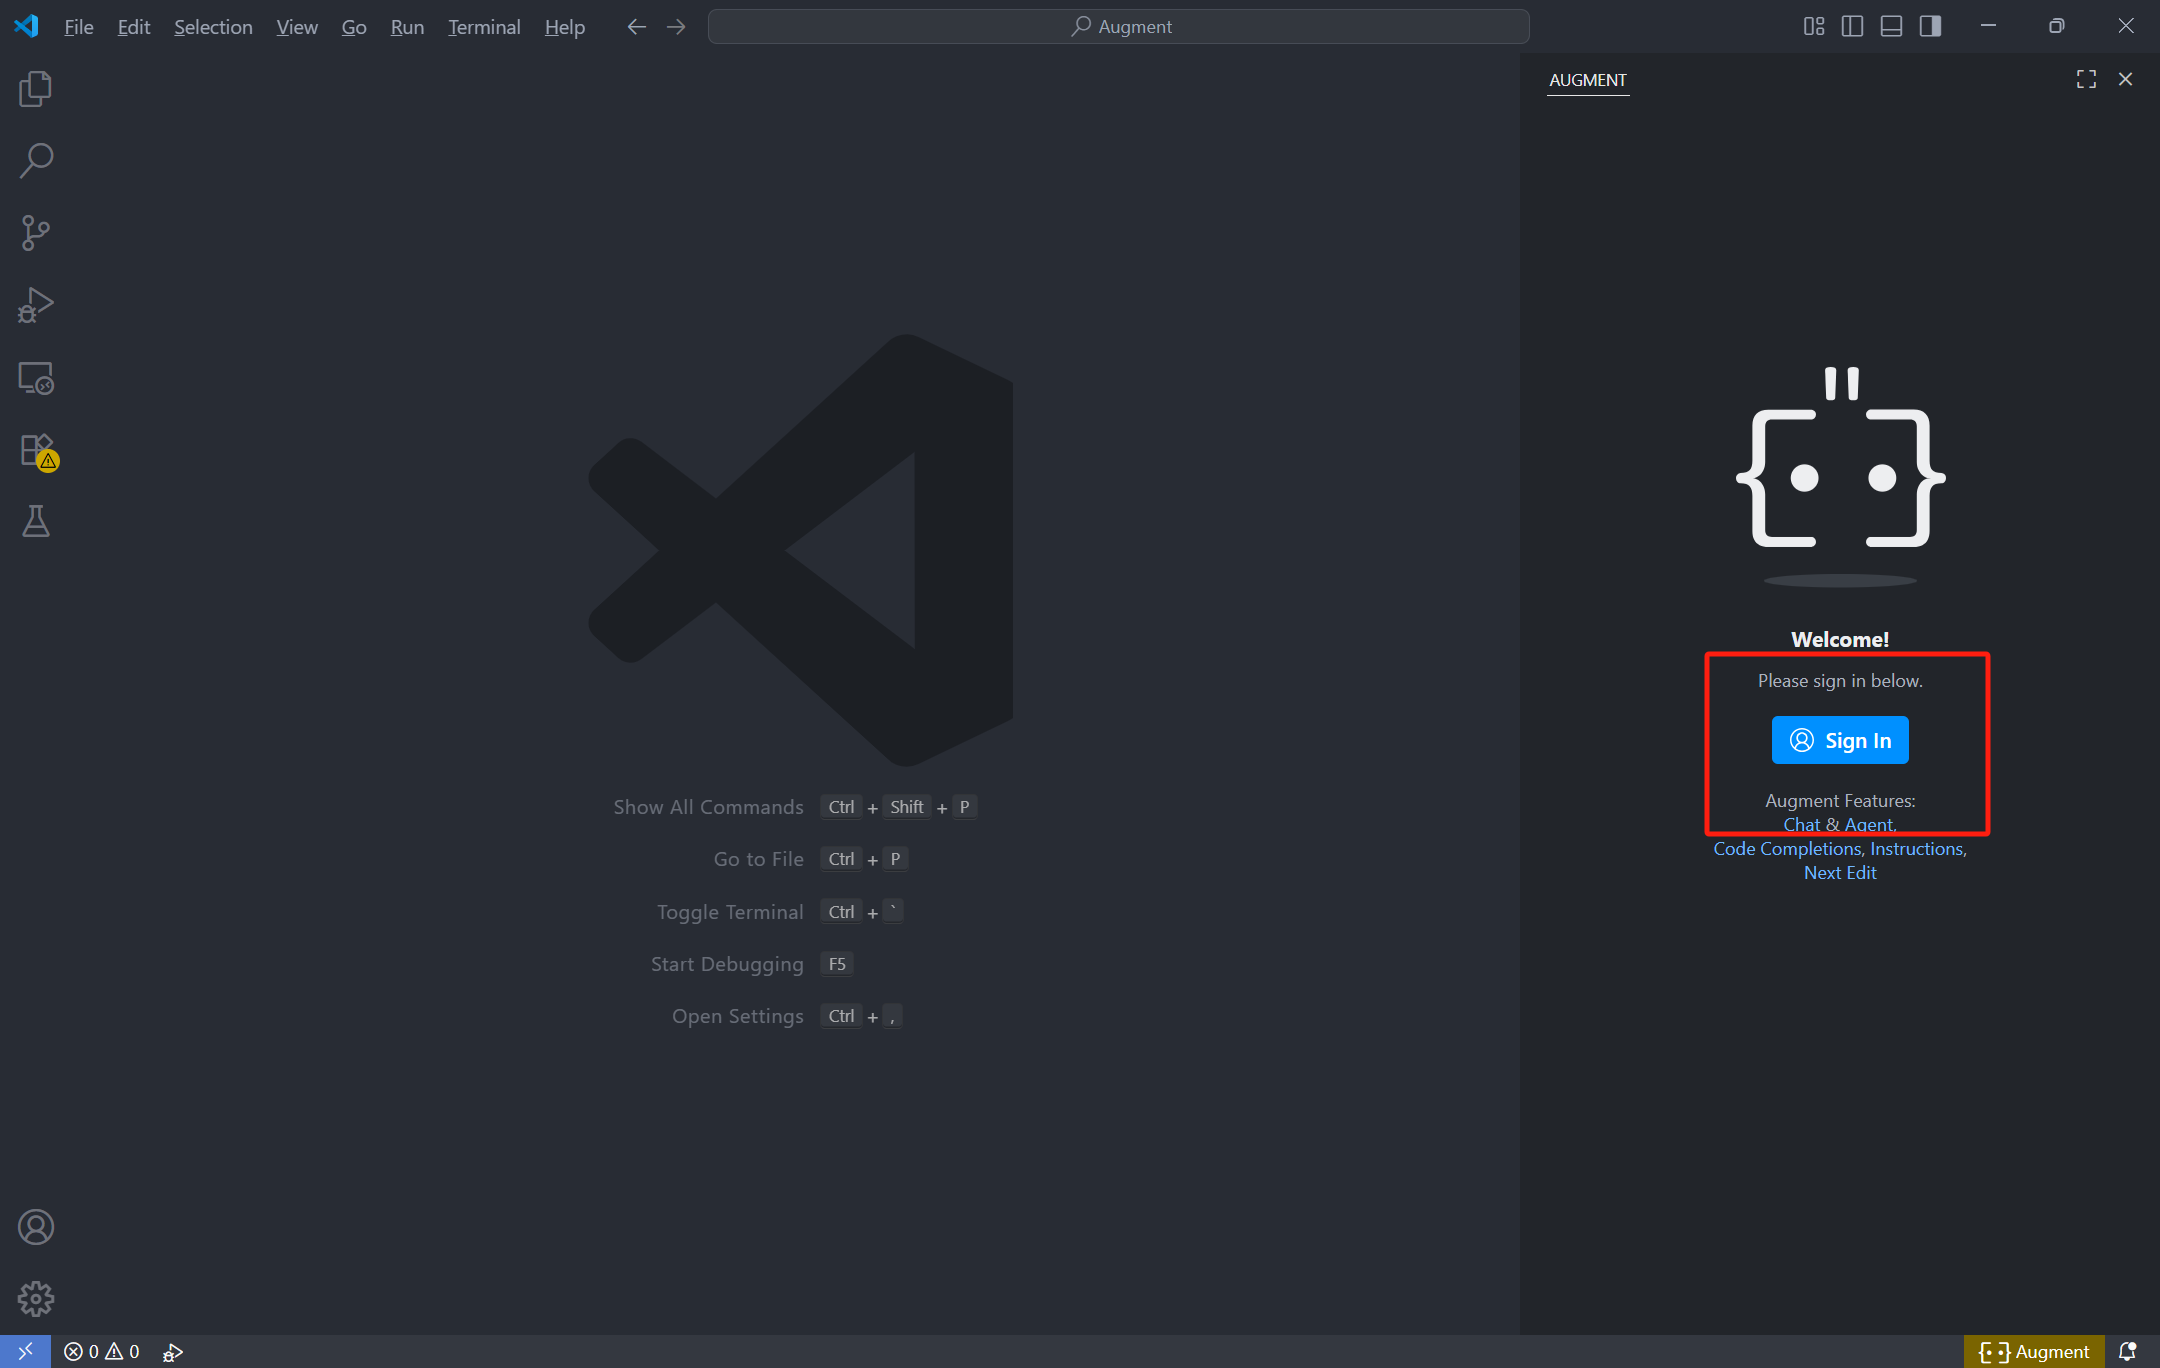 File Edit Selection View Go Run Terminal Help
Augment
AUGMENT
Welcome!
Please sign in below.
Sign In
Augment Features:
Chat & Agent,
Code Completions, Instructions,
Next Edit
Show All Commands Ctrl + Shift + P
Go to File Ctrl + P
Toggle Terminal Ctrl + `
Start Debugging F5
Open Settings Ctrl + ,
0 0
Augment